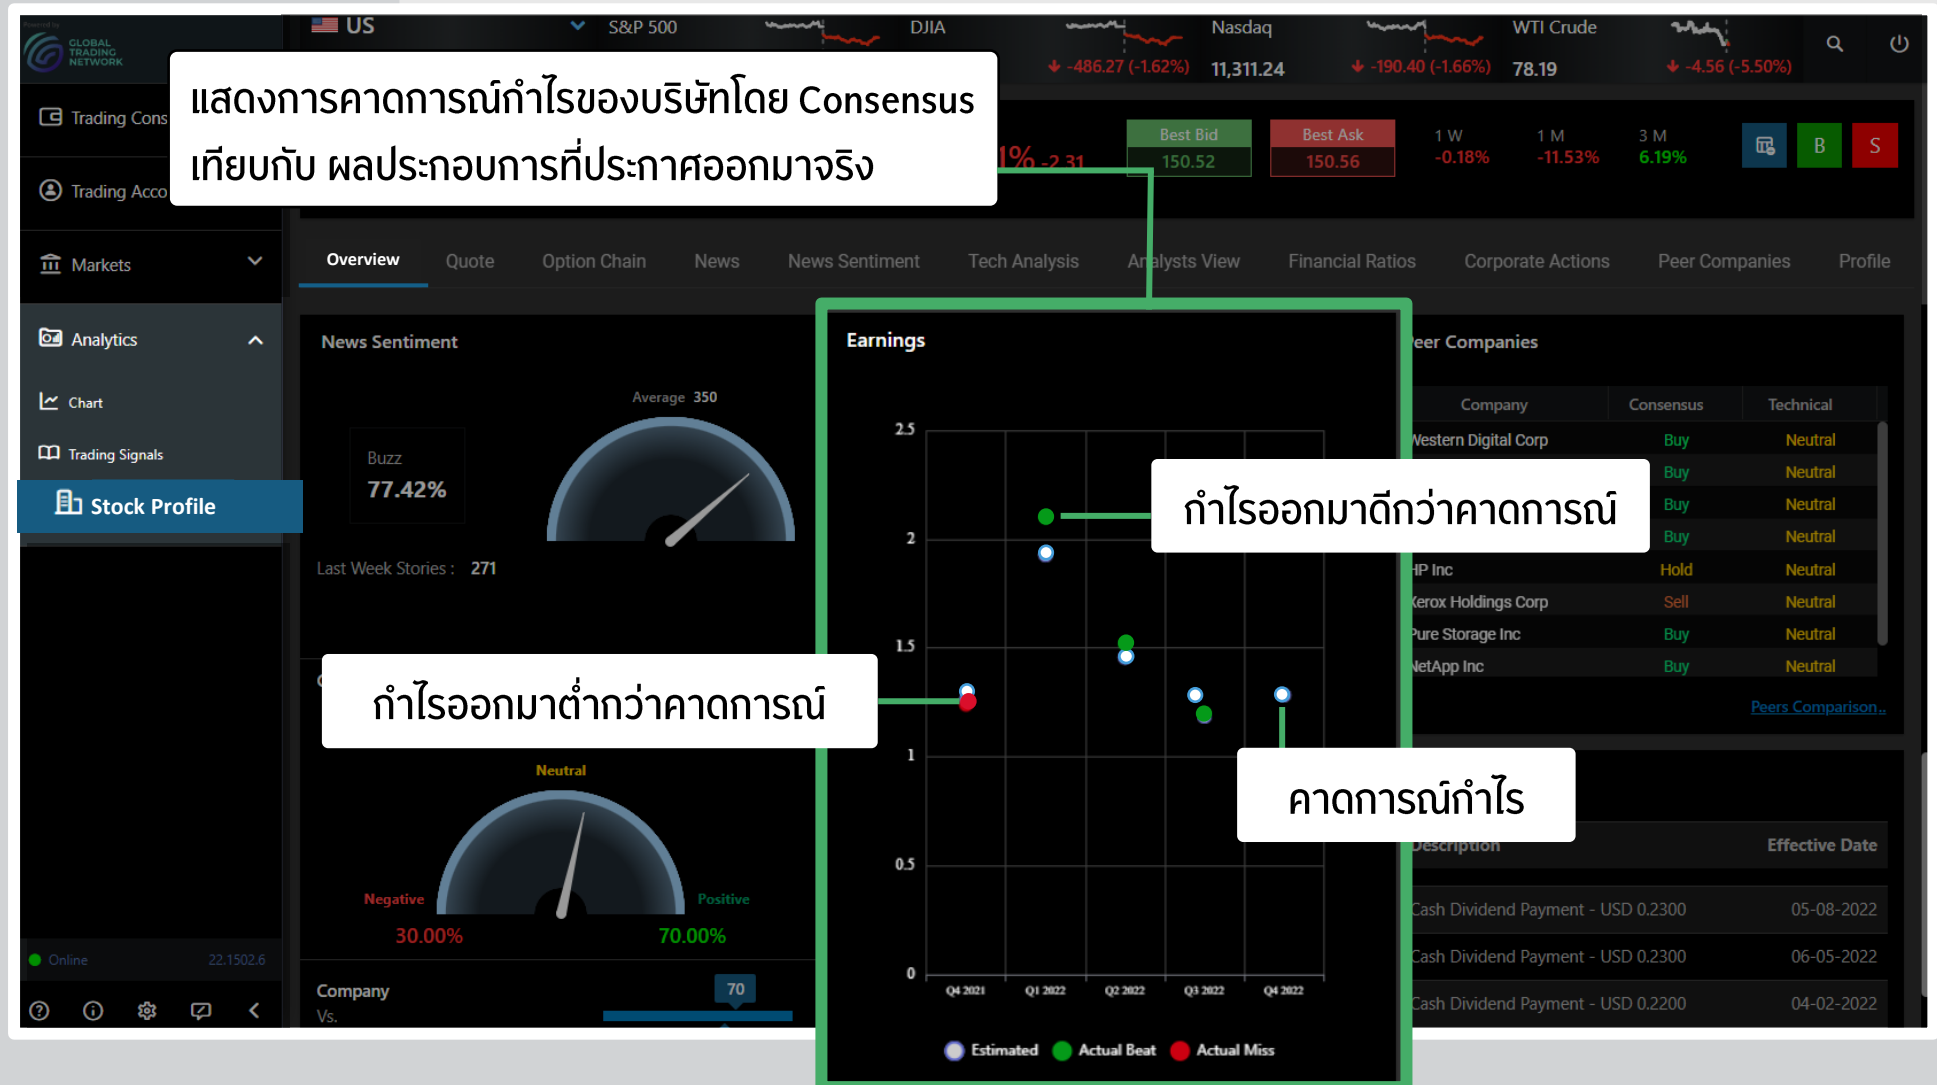 Powered by
GLOBAL
TRADING
NETWORK
US
S&P 500
DJIA
-486.27 (-1.62%)
Nasdaq
11,311.24
-190.40 (-1.66%)
WTI Crude
78.19
-4.56 (-5.50%)
แสดงการคาดการณ์กำไรของบริษัทโดย Consensus
เทียบกับ ผลประกอบการที่ประกาศออกมาจริง
1% -2.31
Best Bid
150.52
Best Ask
150.56
1 W
-0.18%
1 M
-11.53%
3 M
6.19%
B
S
Trading Cons
Trading Acco
Markets
Analytics
Chart
Trading Signals
Stock Profile
Online 22.1502.6
Overview Quote Option Chain News News Sentiment Tech Analysis Analysts View Financial Ratios Corporate Actions Peer Companies Profile
News Sentiment
Average 350
Buzz
77.42%
Last Week Stories : 271
กำไรออกมาต่ำกว่าคาดการณ์
Neutral
Negative
30.00%
Positive
70.00%
Company
Vs.
70
Earnings
2.5
2
1.5
1
0.5
0
Q4 2021 Q1 2022 Q2 2022 Q3 2022 Q4 2022
Estimated Actual Beat Actual Miss
กำไรออกมาดีกว่าคาดการณ์
คาดการณ์กำไร
eer Companies
Company Consensus Technical
Western Digital Corp Buy Neutral
Buy Neutral
Buy Neutral
Buy Neutral
HP Inc Hold Neutral
Xerox Holdings Corp Sell Neutral
Pure Storage Inc Buy Neutral
NetApp Inc Buy Neutral
Peers Comparison..
Description Effective Date
Cash Dividend Payment - USD 0.2300 05-08-2022
Cash Dividend Payment - USD 0.2300 06-05-2022
Cash Dividend Payment - USD 0.2200 04-02-2022